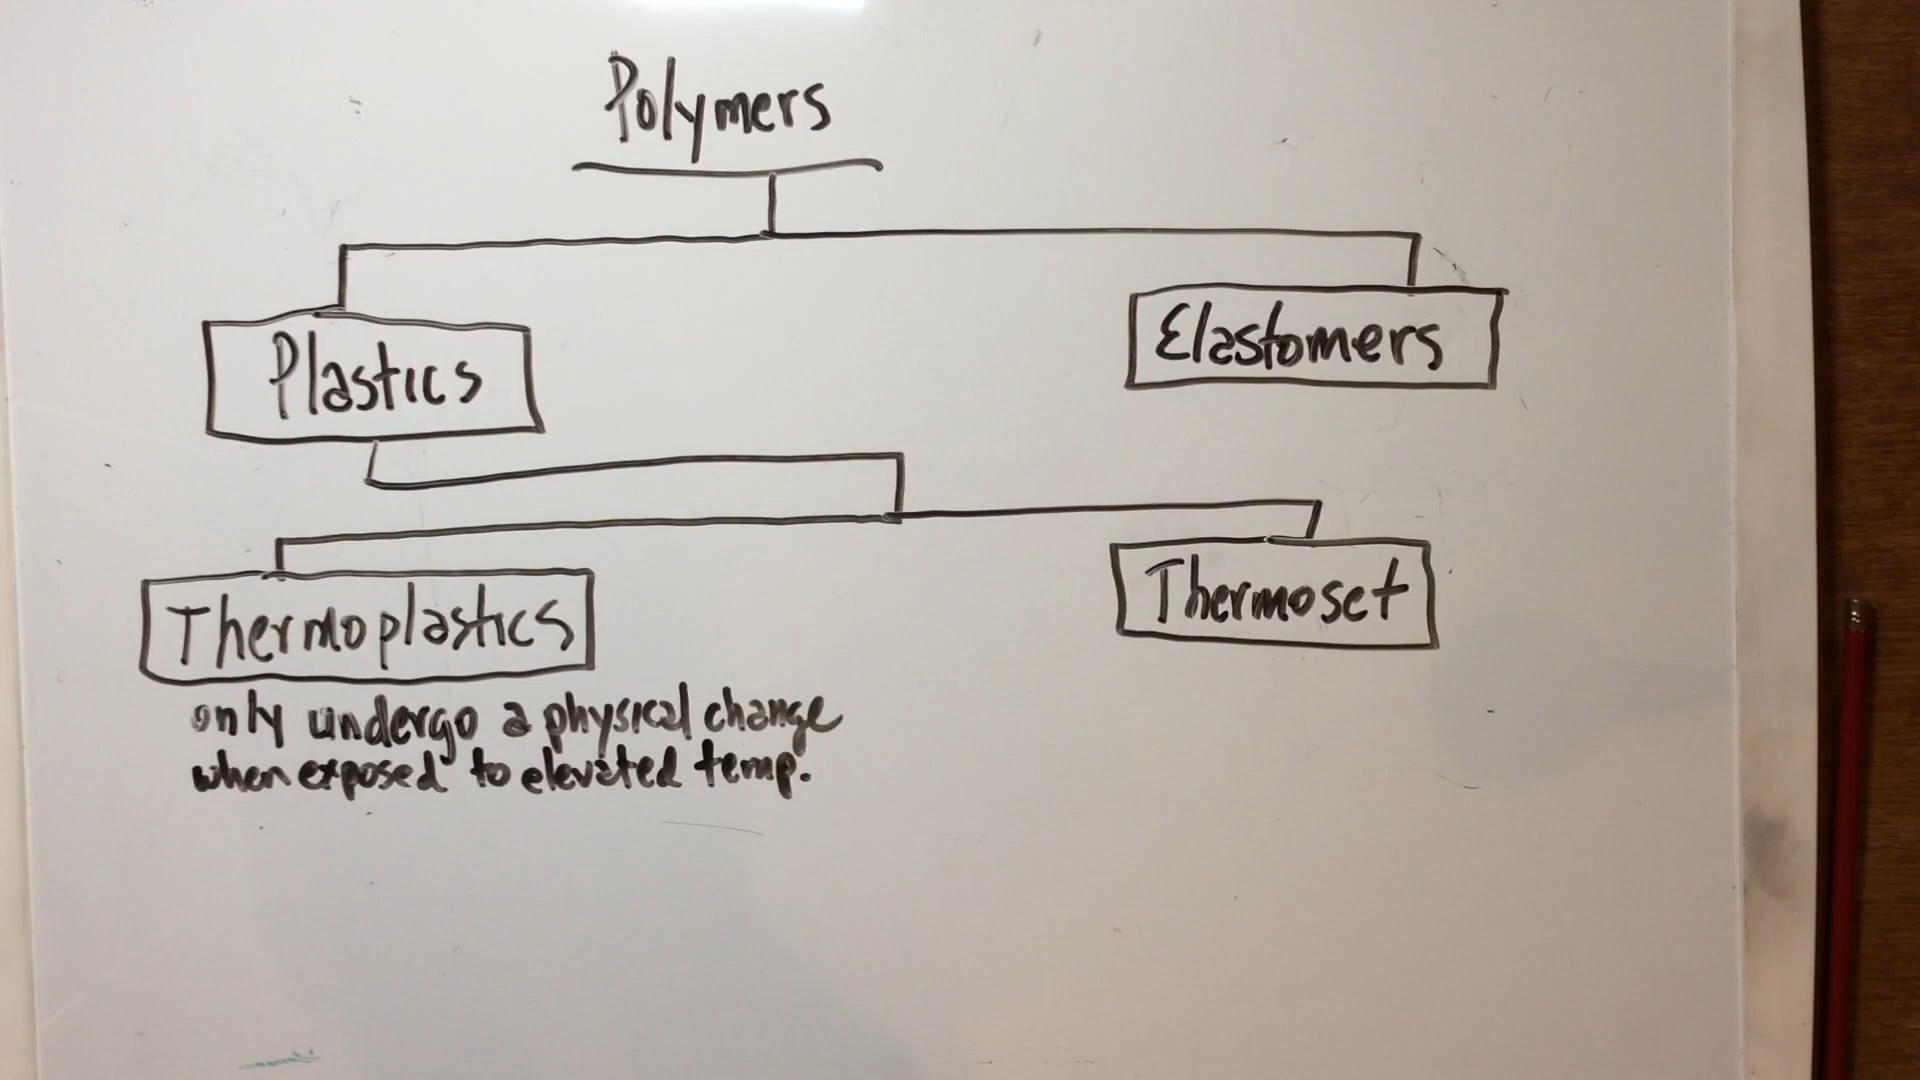 Polymers
Plastics
Elastomers
Thermoplastics
Thermoset
only undergo a physical change
when exposed to elevated temp.